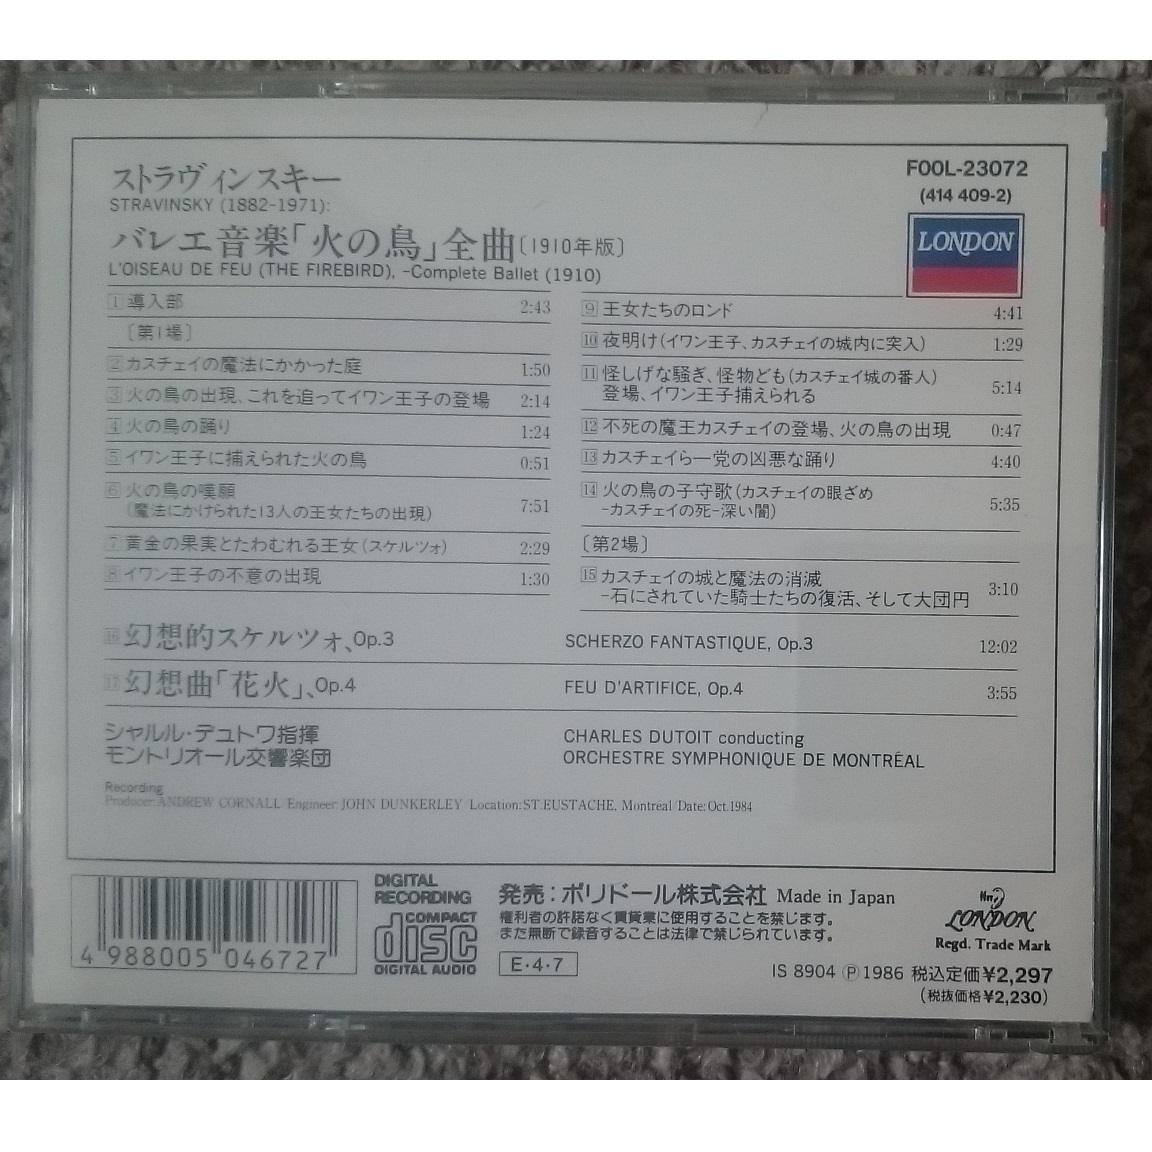 ストラヴィンスキー
STRAVINSKY (1882-1971):
バレエ音楽「火の鳥」全曲〔1910年版〕
L'OISEAU DE FEU (THE FIREBIRD), -Complete Ballet (1910)
F00L-23072
(414 409-2)
LONDON
1 導入部 2:43
〔第1場〕
2 カスチェイの魔法にかかった庭 1:50
3 火の鳥の出現、これを追ってイワン王子の登場 2:14
4 火の鳥の踊り 1:24
5 イワン王子に捕えられた火の鳥 0:51
6 火の鳥の嘆願
(魔法にかけられた13人の王女たちの出現) 7:51
7 黄金の果実とたわむれる王女(スケルツォ) 2:29
8 イワン王子の不意の出現 1:30
9 王女たちのロンド 4:41
10 夜明け(イワン王子、カスチェイの城内に突入) 1:29
11 怪しげな騒ぎ、怪物ども(カスチェイ城の番人)
登場、イワン王子捕えられる 5:14
12 不死の魔王カスチェイの登場、火の鳥の出現 0:47
13 カスチェイら一党の凶悪な踊り 4:40
14 火の鳥の子守歌(カスチェイの眼ざめ
-カスチェイの死-深い闇) 5:35
〔第2場〕
15 カスチェイの城と魔法の消滅
-石にされていた騎士たちの復活、そして大団円 3:10
16 幻想的スケルツォ、Op.3 SCHERZO FANTASTIQUE, Op.3 12:02
17 幻想曲「花火」、Op.4 FEU D'ARTIFICE, Op.4 3:55
シャルル・デュトワ指揮 CHARLES DUTOIT conducting
モントリオール交響楽団 ORCHESTRE SYMPHONIQUE DE MONTRÉAL
Recording
Producer:ANDREW CORNALL Engineer:JOHN DUNKERLEY Location:ST.EUSTACHE, Montréal/Date:Oct.1984
4 988005 046727
DIGITAL
RECORDING
COMPACT
disc
DIGITAL AUDIO
発売：ポリドール株式会社 Made in Japan
権利者の許諾なく賃貸業に使用することを禁じます。
また無断で録音することは法律で禁じられています。
E・4・7
LONDON
Regd. Trade Mark
IS 8904 Ⓟ 1986 税込定価¥2,297
(税抜価格¥2,230)